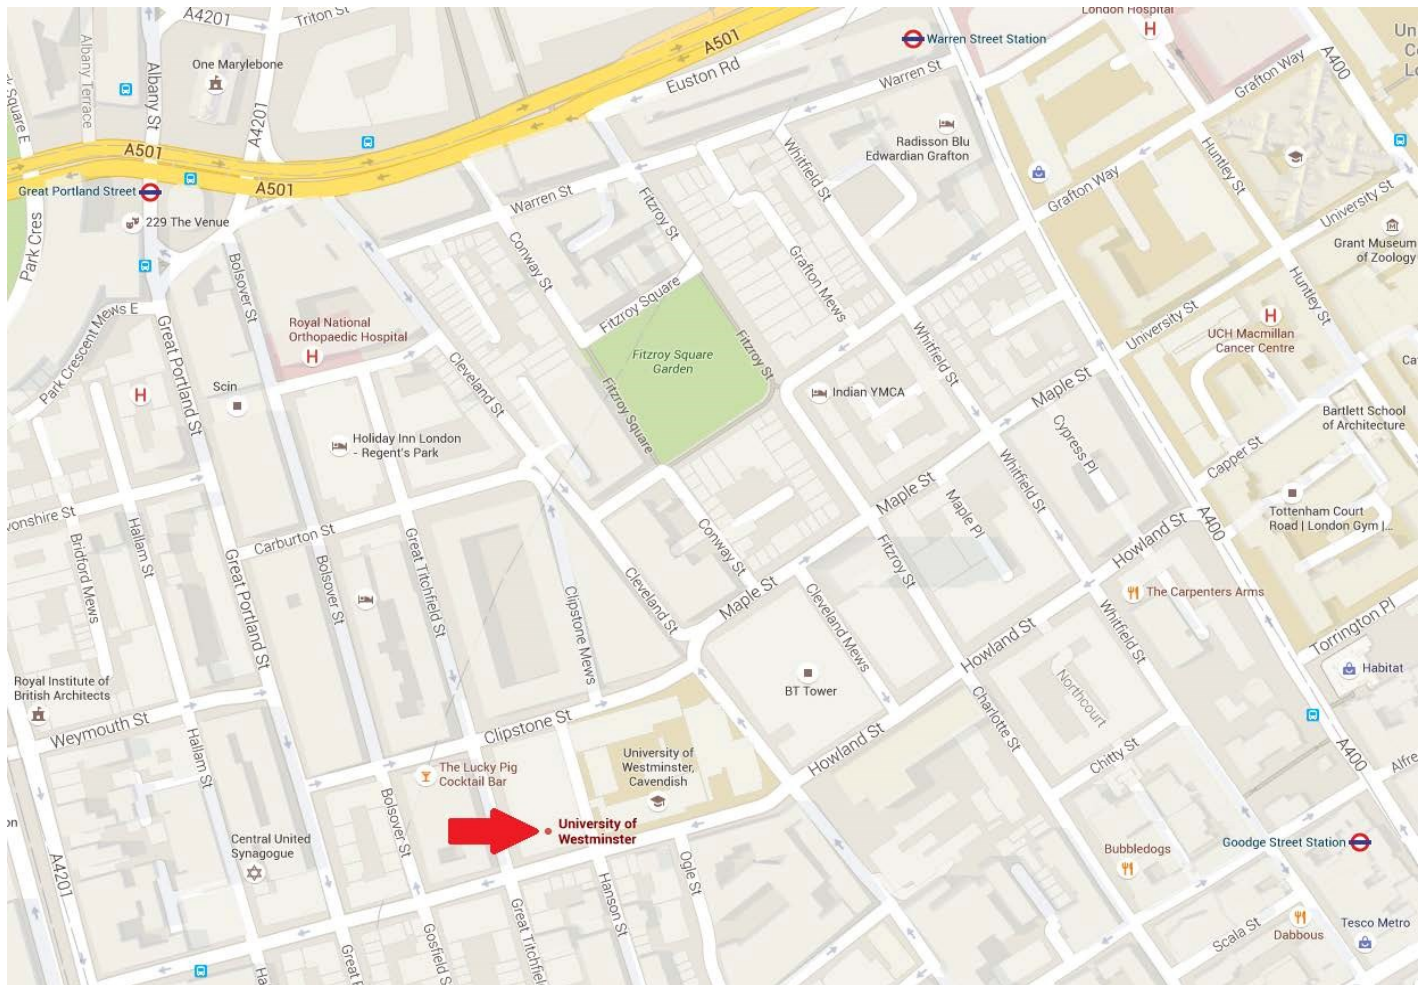 A4201
Triton St
London Hospital
A501
Warren Street Station
A400
Albany Terrace
Albany St
One Marylebone
A4201
Euston Rd
Warren St
Grafton Way
Square E
A501
A501
Radisson Blu
Edwardian Grafton
Whitfield St
Huntley St
Great Portland Street
229 The Venue
Park Cres
Warren St
Fitzroy St
Grafton Way
University St
Grant Museum
of Zoology
Bolsover St
Conway St
Grafton Mews
Huntley St
Park Crescent Mews E
Fitzroy Square
Royal National
Orthopaedic Hospital
Great Portland St
Cleveland St
Fitzroy Square
Garden
Fitzroy St
Whitfield St
University St
UCH Macmillan
Cancer Centre
Scin
Fitzroy Square
Indian YMCA
Maple St
Bartlett School
of Architecture
Holiday Inn London
- Regent's Park
Cypress Pl
Capper St
Whitfield St
Maple St
Maple Pl
Tottenham Court
Road | London Gym |...
vonshire St
Hallam St
Bridford Mews
Carburton St
Great Titchfield St
Conway St
Howland St
A400
Great Portland St
Bolsover St
Cleveland St
Clipstone Mews
Maple St
Cleveland Mews
Fitzroy St
The Carpenters Arms
Whitfield St
Torrington Pl
Howland St
Habitat
Royal Institute of
British Architects
BT Tower
Northcourt
Charlotte St
Weymouth St
Hallam St
Clipstone St
Howland St
Chitty St
A400
The Lucky Pig
Cocktail Bar
University of
Westminster,
Cavendish
Bolsover St
Central United
Synagogue
University of
Westminster
Ogle St
Bubbledogs
Goodge Street Station
A4201
Hanson St
Great Titchfield
Gosfield S
Scala St
Dabbous
Tesco Metro